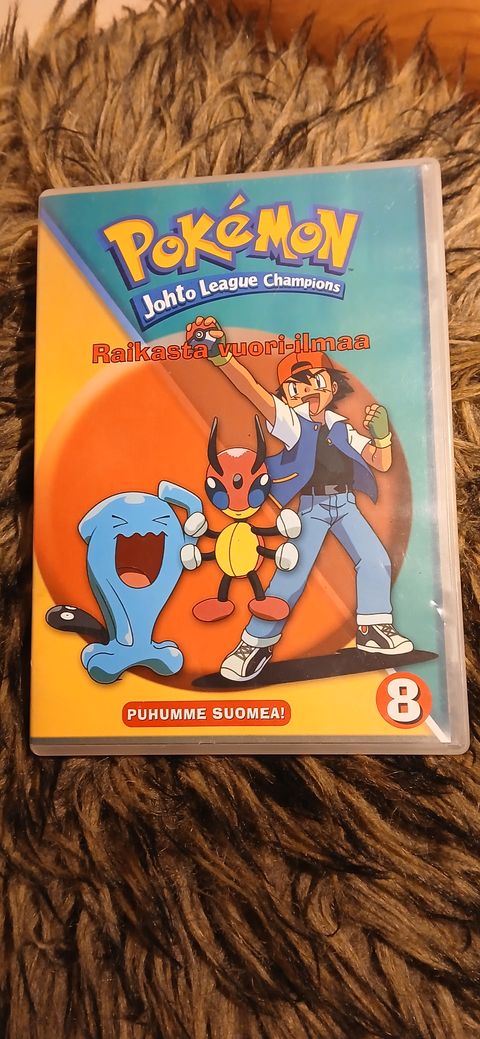 POKéMON
Johto League Champions
Raikasta vuori-ilmaa
PUHUMME SUOMEA!
8